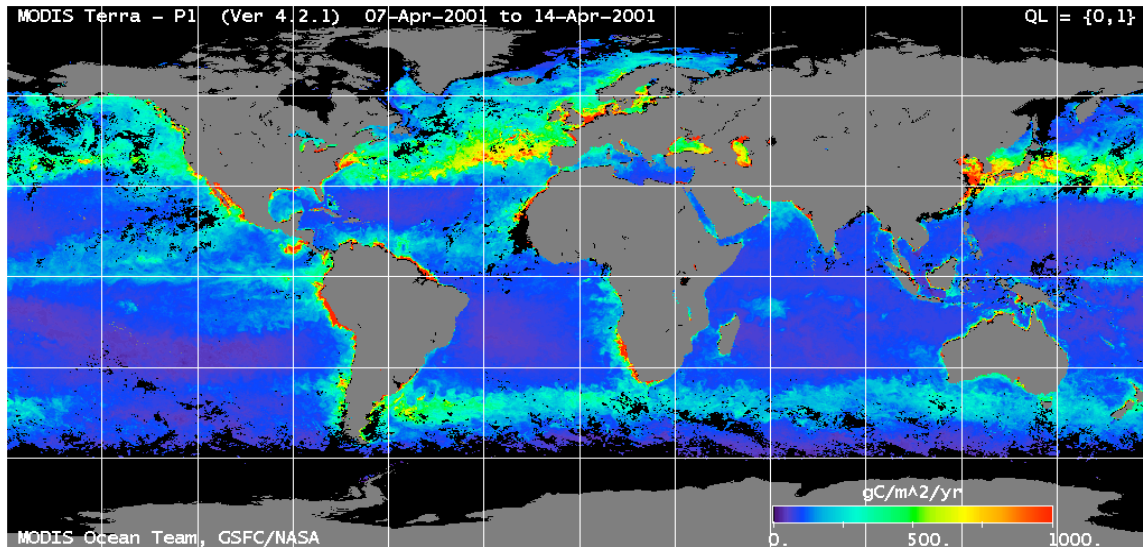 MODIS Terra - P1 (Ver 4.2.1) 07-Apr-2001 to 14-Apr-2001 QL = {0,1}
gC/m^2/yr
0. 500. 1000.
MODIS Ocean Team, GSFC/NASA